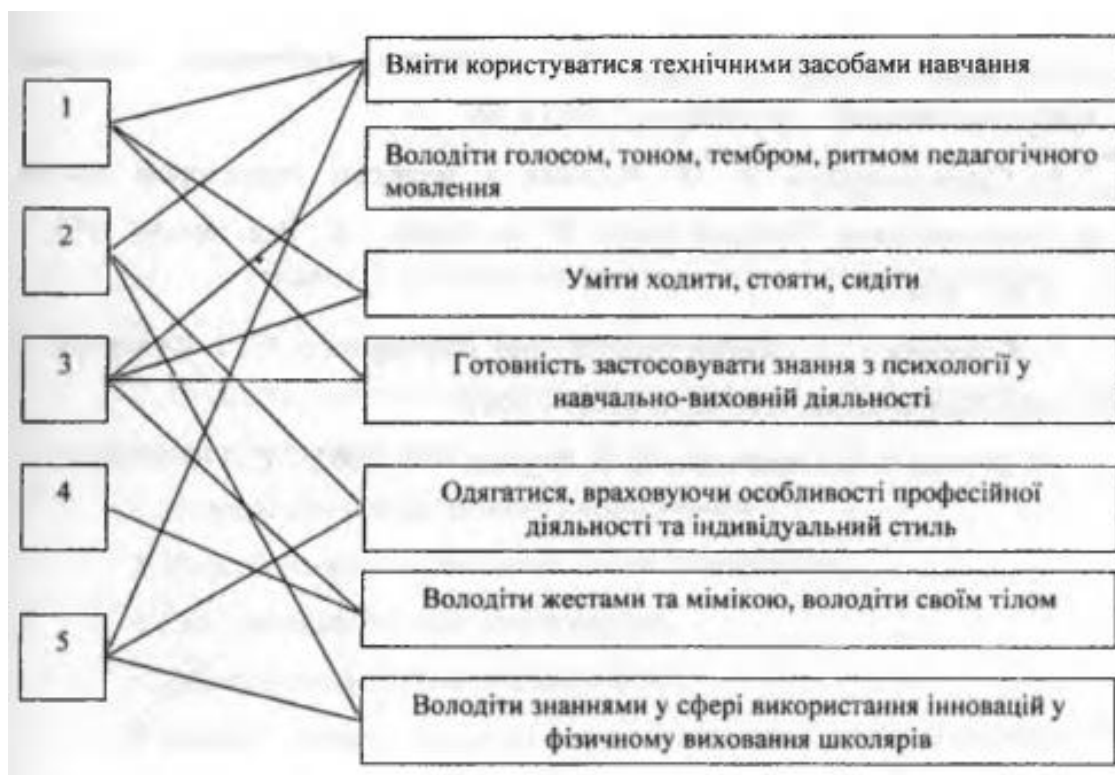 1
Вміти користуватися технічними засобами навчання
Володіти голосом, тоном, тембром, ритмом педагогічного
мовлення
2
Уміти ходити, стояти, сидіти
3
Готовність застосовувати знання з психології у
навчально-виховній діяльності
4
Одягатися, враховуючи особливості професійної
діяльності та індивідуальний стиль
Володіти жестами та мімікою, володіти своїм тілом
5
Володіти знаннями у сфері використання інновацій у
фізичному виховання школярів